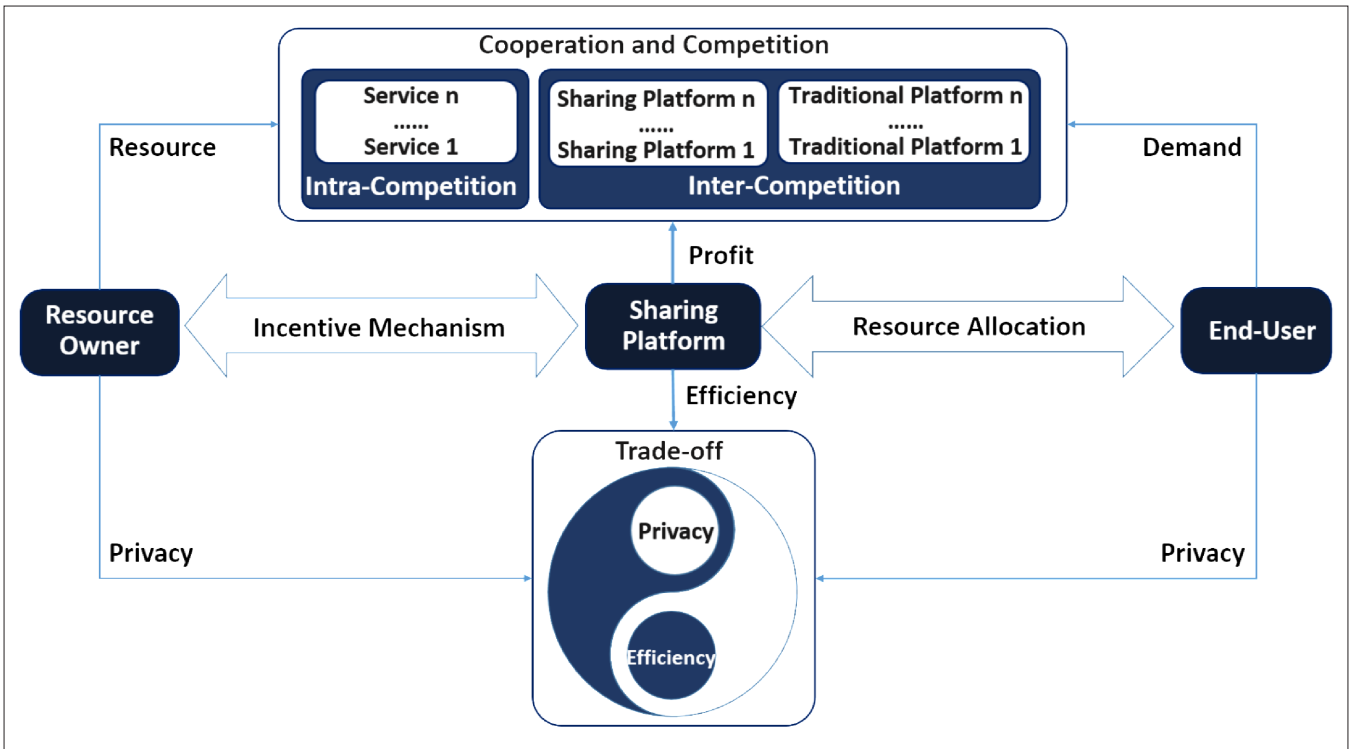 Cooperation and Competition
Service n
......
Service 1
Intra-Competition
Sharing Platform n
......
Sharing Platform 1
Traditional Platform n
......
Traditional Platform 1
Inter-Competition
Resource
Demand
Profit
Resource
Owner
Incentive Mechanism
Sharing
Platform
Resource Allocation
End-User
Efficiency
Trade-off
Privacy
Efficiency
Privacy
Privacy